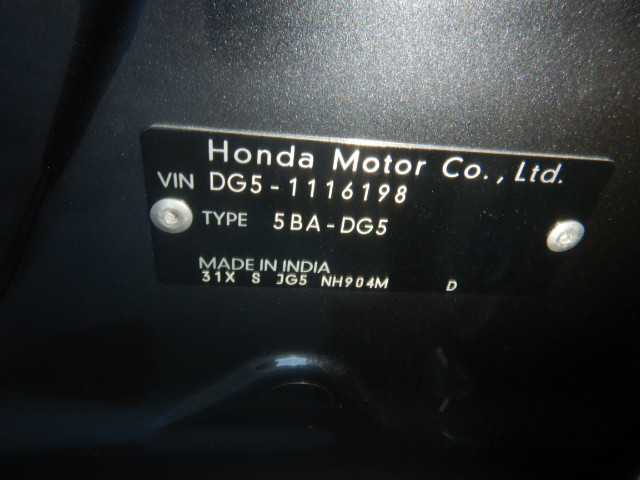 Honda Motor Co., Ltd.
VIN DG5-1116198
TYPE 5BA-DG5
MADE IN INDIA
31X S JG5 NH904M D